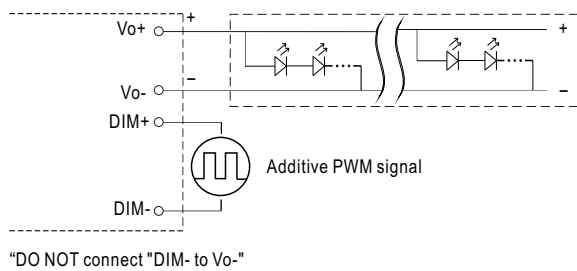 Vo+
+
+
Vo-
−
−
DIM+
Additive PWM signal
DIM-
“DO NOT connect "DIM- to Vo-"